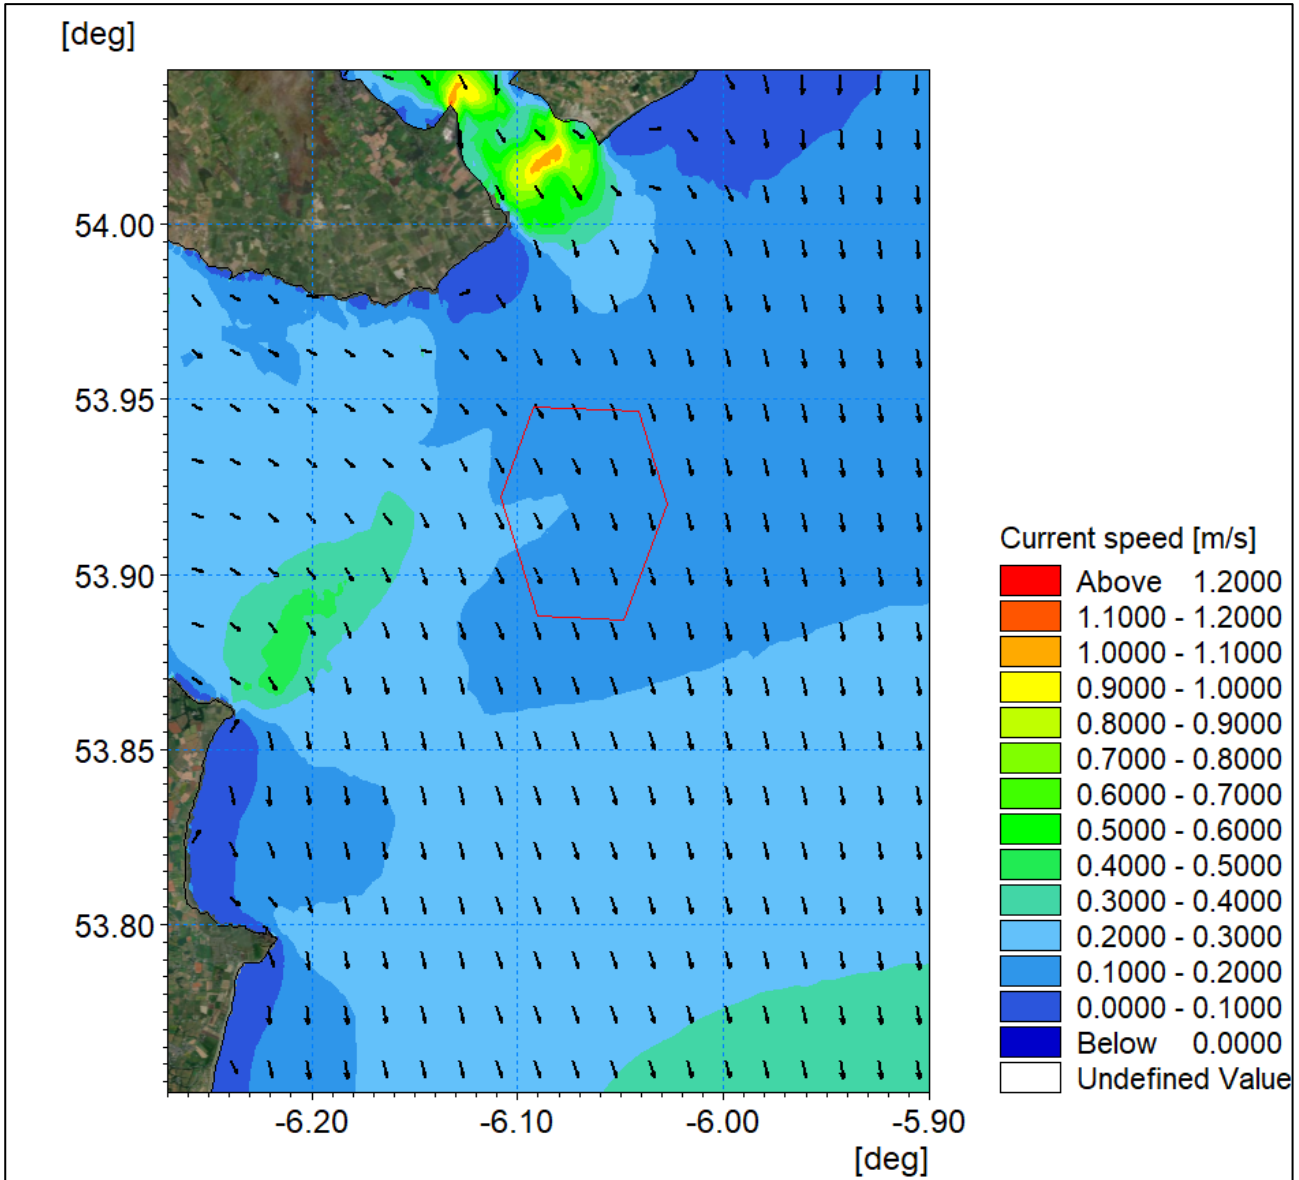 [deg]
54.00
53.95
53.90
53.85
53.80
-6.20 -6.10 -6.00 -5.90
[deg]
Current speed [m/s]
Above 1.2000
1.1000 - 1.2000
1.0000 - 1.1000
0.9000 - 1.0000
0.8000 - 0.9000
0.7000 - 0.8000
0.6000 - 0.7000
0.5000 - 0.6000
0.4000 - 0.5000
0.3000 - 0.4000
0.2000 - 0.3000
0.1000 - 0.2000
0.0000 - 0.1000
Below 0.0000
Undefined Value